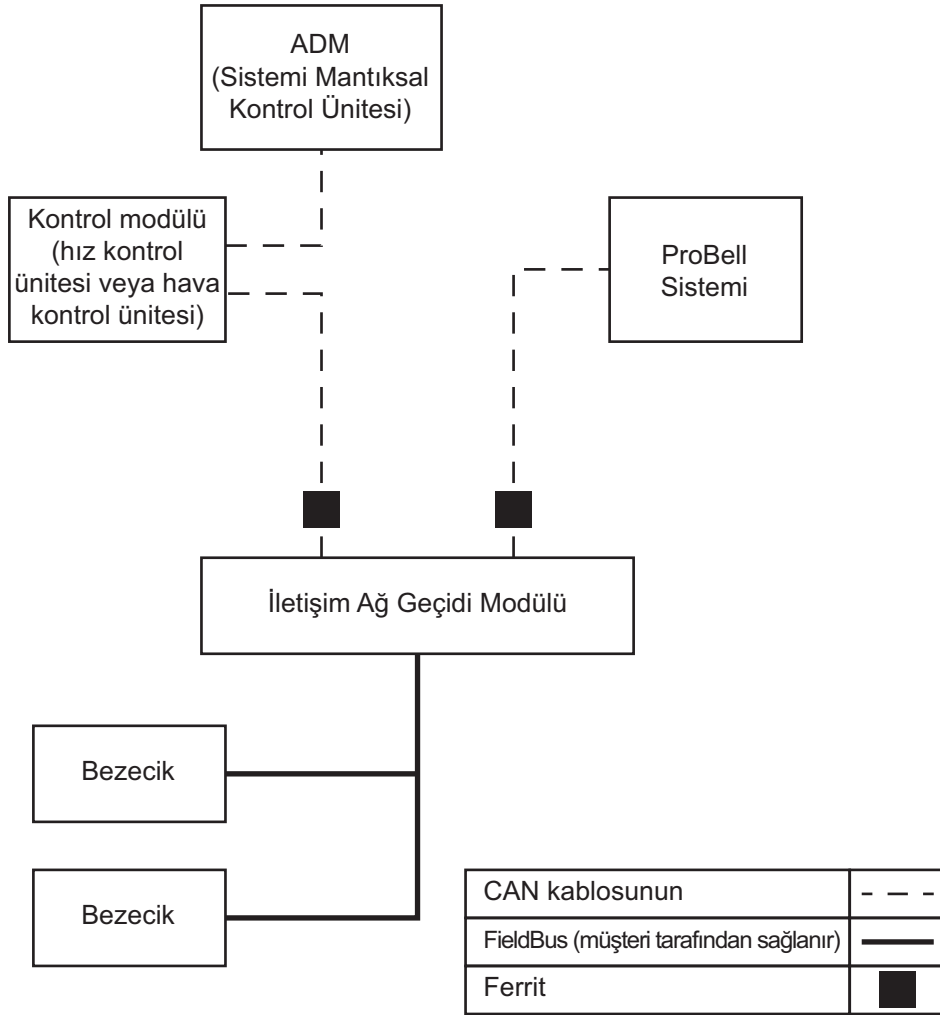 ADM
(Sistemi Mantıksal
Kontrol Ünitesi)
Kontrol modülü
(hız kontrol
ünitesi veya hava
kontrol ünitesi)
ProBell
Sistemi
İletişim Ağ Geçidi Modülü
Bezecik
Bezecik
CAN kablosunun
FieldBus (müşteri tarafından sağlanır)
Ferrit